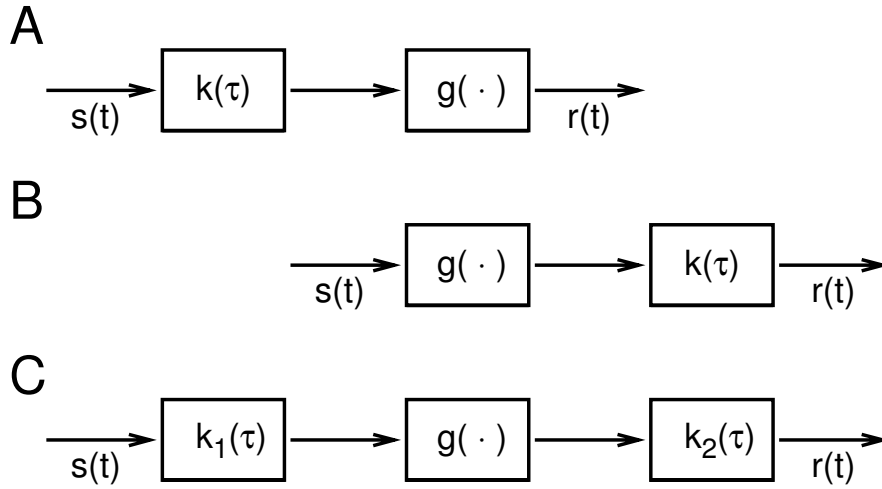 A
k(τ) g( · )
s(t) r(t)
B
g( · ) k(τ)
s(t) r(t)
C
k₁(τ) g( · ) k₂(τ)
s(t) r(t)